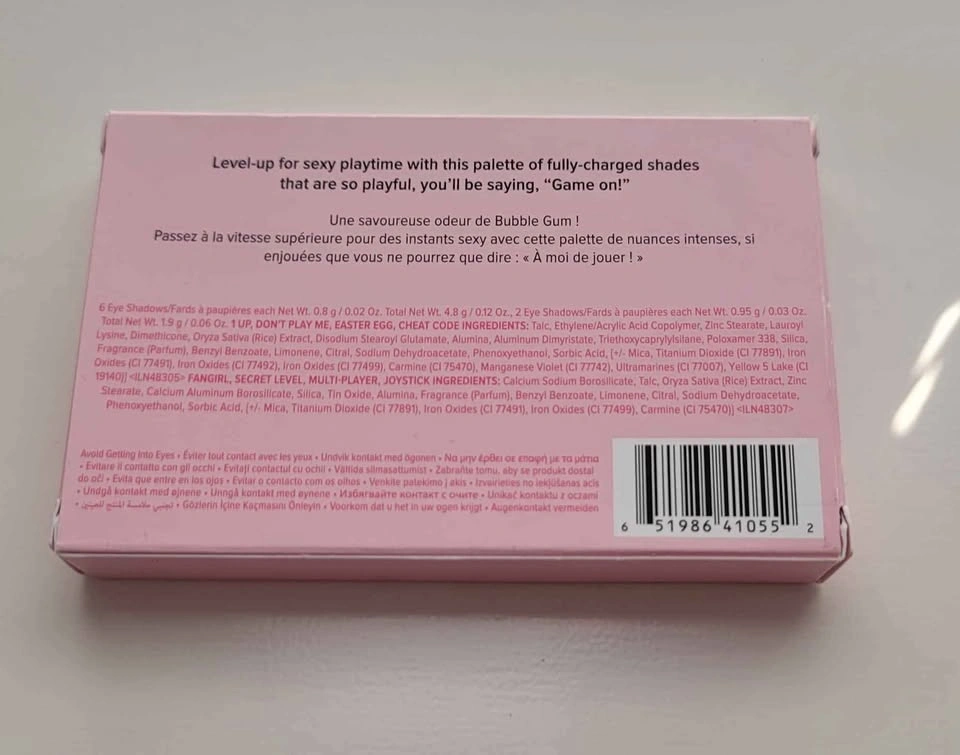 Level-up for sexy playtime with this palette of fully-charged shades
that are so playful, you'll be saying, “Game on!”
Une savoureuse odeur de Bubble Gum !
Passez à la vitesse supérieure pour des instants sexy avec cette palette de nuances intenses, si
enjouées que vous ne pourrez que dire : « À moi de jouer ! »
6 Eye Shadows/Fards à paupières each Net Wt. 0.8 g / 0.02 Oz. Total Net Wt. 4.8 g / 0.12 Oz., 2 Eye Shadows/Fards à paupières each Net Wt. 0.95 g / 0.03 Oz.
Total Net Wt. 1.9 g / 0.06 Oz. 1 UP, DON'T PLAY ME, EASTER EGG, CHEAT CODE INGREDIENTS: Talc, Ethylene/Acrylic Acid Copolymer, Zinc Stearate, Lauroyl
Lysine, Dimethicone, Oryza Sativa (Rice) Extract, Disodium Stearoyl Glutamate, Alumina, Aluminum Dimyristate, Triethoxycaprylylsilane, Poloxamer 338, Silica,
Fragrance (Parfum), Benzyl Benzoate, Limonene, Citral, Sodium Dehydroacetate, Phenoxyethanol, Sorbic Acid, [+/- Mica, Titanium Dioxide (CI 77891), Iron
Oxides (CI 77491), Iron Oxides (CI 77492), Iron Oxides (CI 77499), Carmine (CI 75470), Manganese Violet (CI 77742), Ultramarines (CI 77007), Yellow 5 Lake (CI
19140)] <ILN48305> FANGIRL, SECRET LEVEL, MULTI-PLAYER, JOYSTICK INGREDIENTS: Calcium Sodium Borosilicate, Talc, Oryza Sativa (Rice) Extract, Zinc
Stearate, Calcium Aluminum Borosilicate, Silica, Tin Oxide, Alumina, Fragrance (Parfum), Benzyl Benzoate, Limonene, Citral, Sodium Dehydroacetate,
Phenoxyethanol, Sorbic Acid, [+/- Mica, Titanium Dioxide (CI 77891), Iron Oxides (CI 77491), Iron Oxides (CI 77499), Carmine (CI 75470)] <ILN48307>
Avoid Getting Into Eyes • Éviter tout contact avec les yeux • Undvik kontakt med ögonen • Να μην έρθει σε επαφή με τα μάτια
• Evitare il contatto con gli occhi • Evitați contactul cu ochii • Vältida silmasattumist • Zabraňte tomu, aby se produkt dostal
do očí • Evita que entre en los ojos • Evitar o contacto com os olhos • Venkite patekimo į akis • Izvairieties no iekļūšanas acīs
• Undgå kontakt med øjnene • Unngå kontakt med øynene • Избягвайте контакт с очите • Unikać kontaktu z oczami
• تجنبي ملامسة المنتج للعينين • Gözlerin İçine Kaçmasını Önleyin • Voorkom dat u het in uw ogen krijgt • Augenkontakt vermeiden
6 51986 41055 2